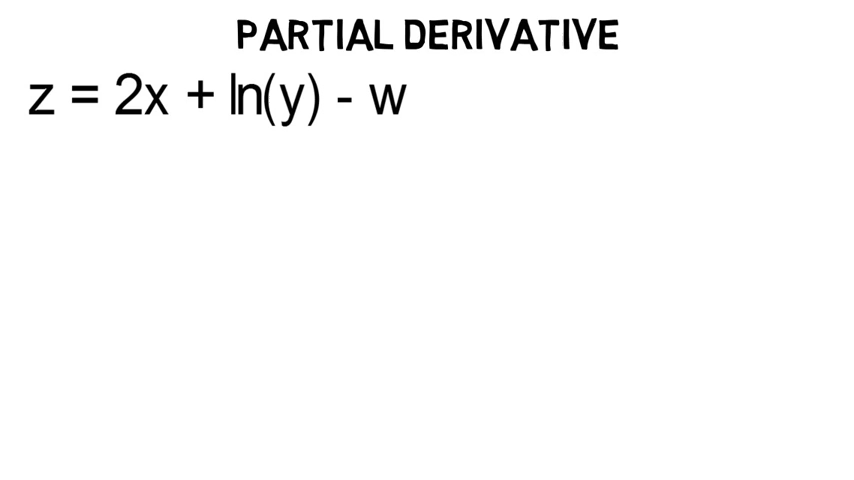 PARTIAL DERIVATIVE
z = 2x + ln(y) - w